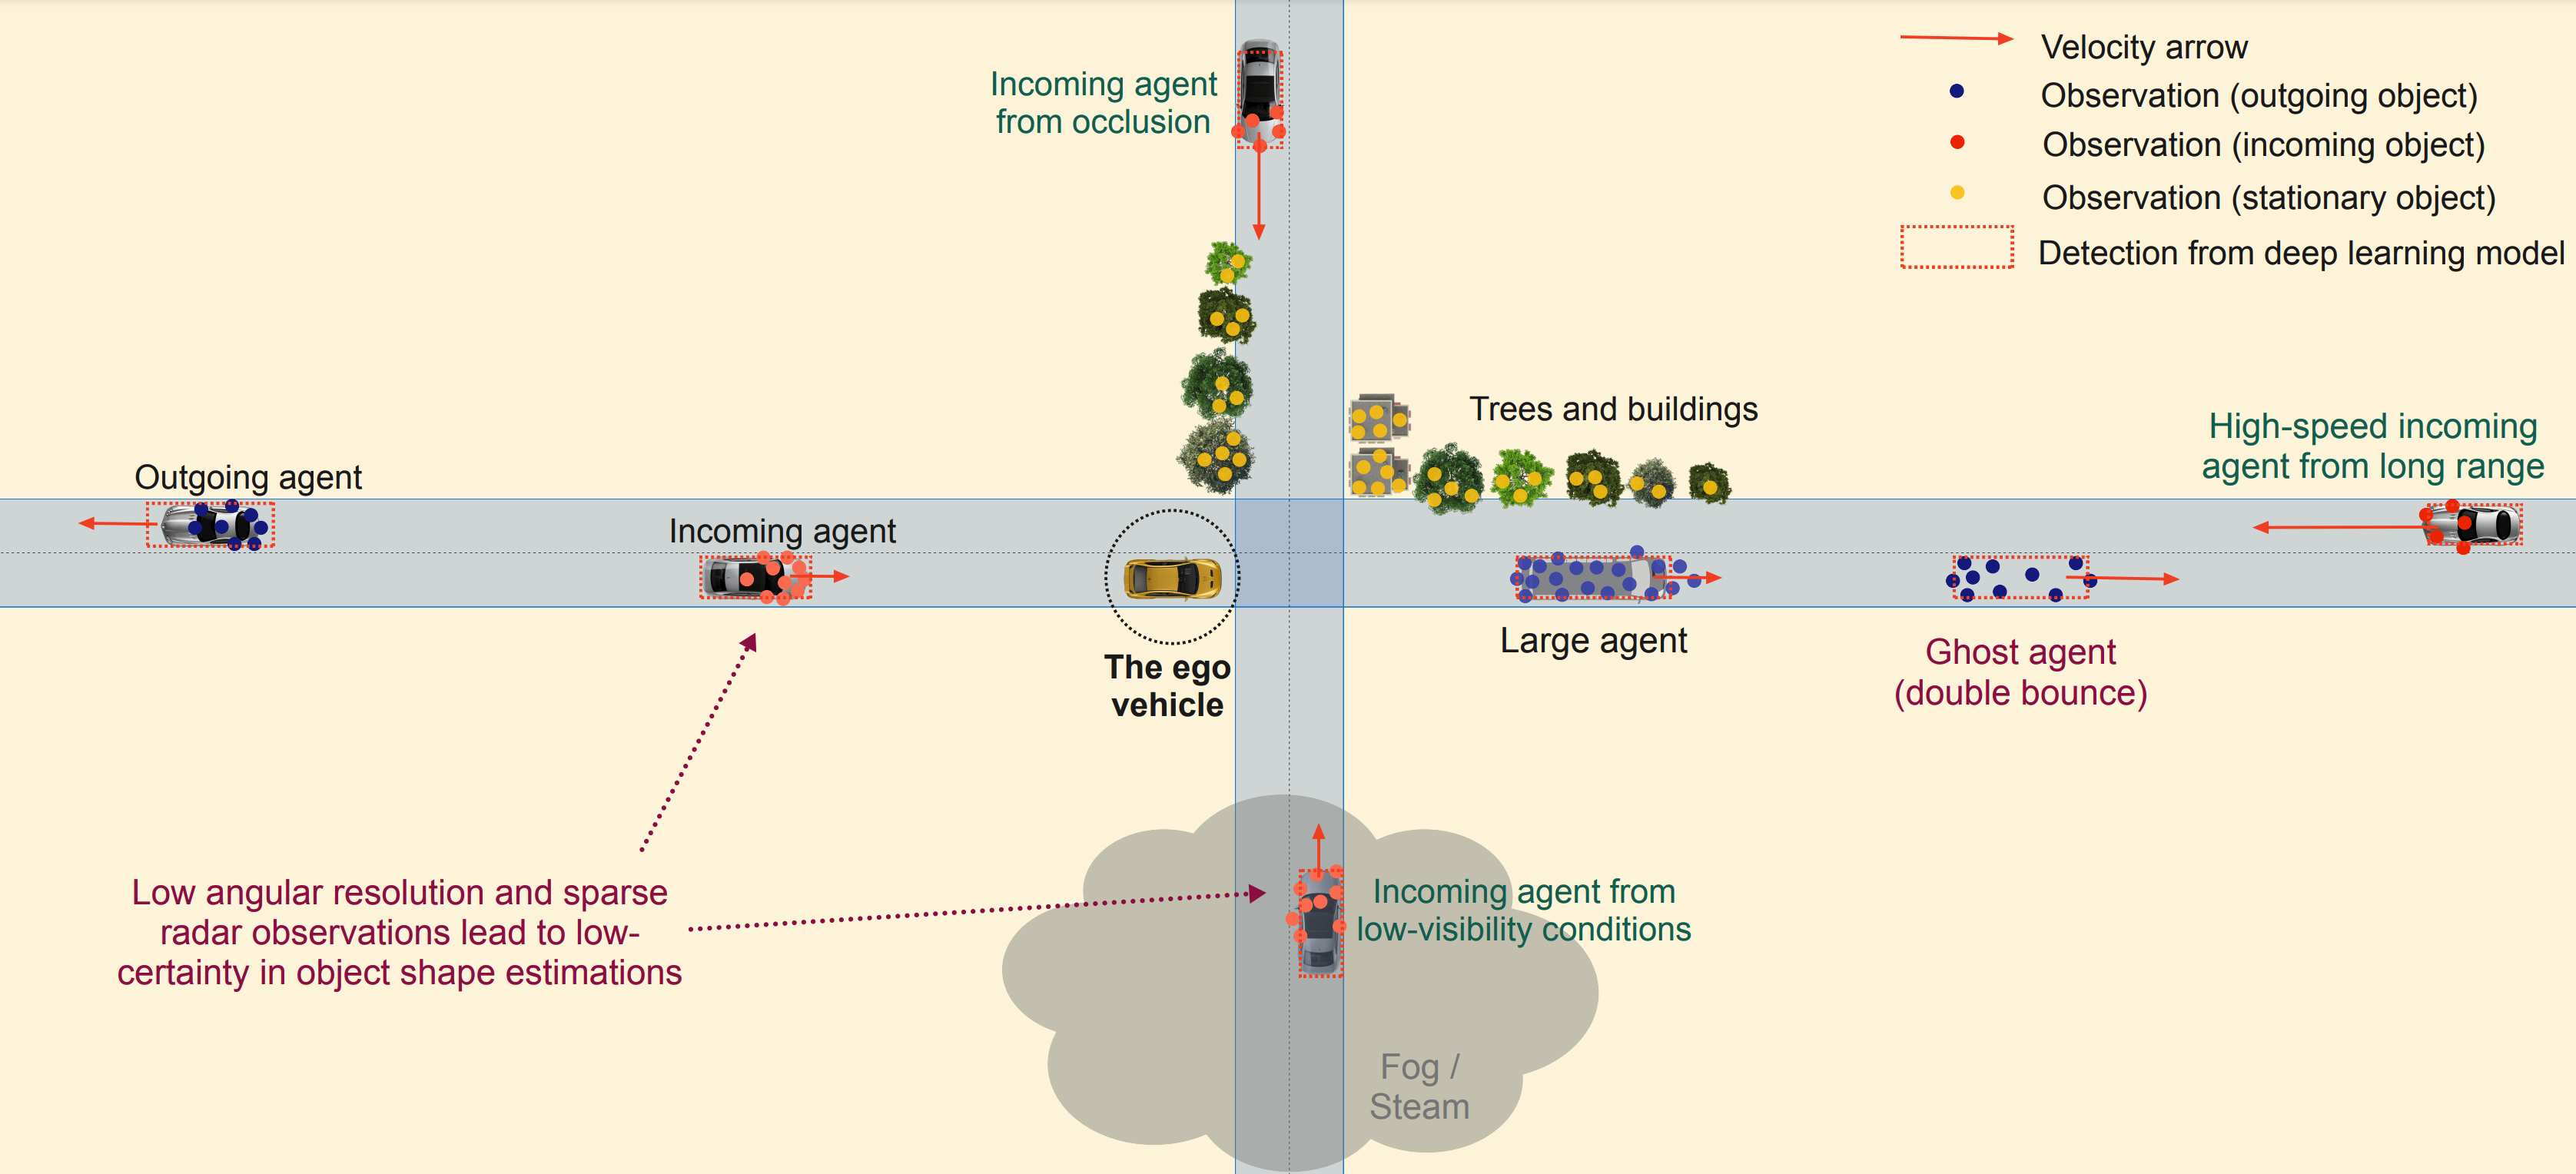 Velocity arrow
Observation (outgoing object)
Observation (incoming object)
Observation (stationary object)
Detection from deep learning model
Incoming agent
from occlusion
Trees and buildings
High-speed incoming
agent from long range
Outgoing agent
Incoming agent
The ego
vehicle
Large agent
Ghost agent
(double bounce)
Low angular resolution and sparse
radar observations lead to low-
certainty in object shape estimations
Incoming agent from
low-visibility conditions
Fog /
Steam